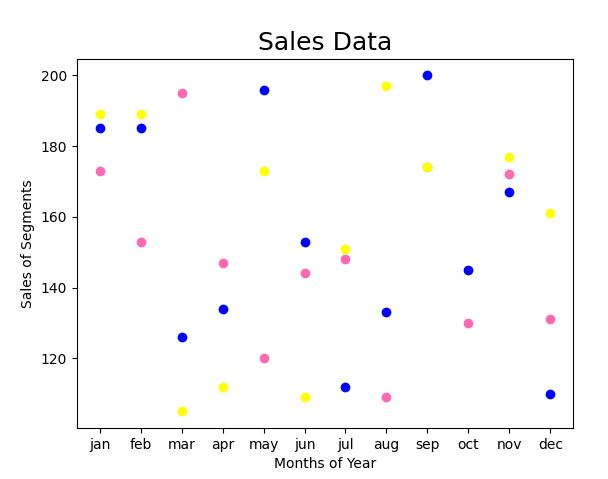 Sales Data
200
180
160
140
120
Sales of Segments
jan feb mar apr may jun jul aug sep oct nov dec
Months of Year